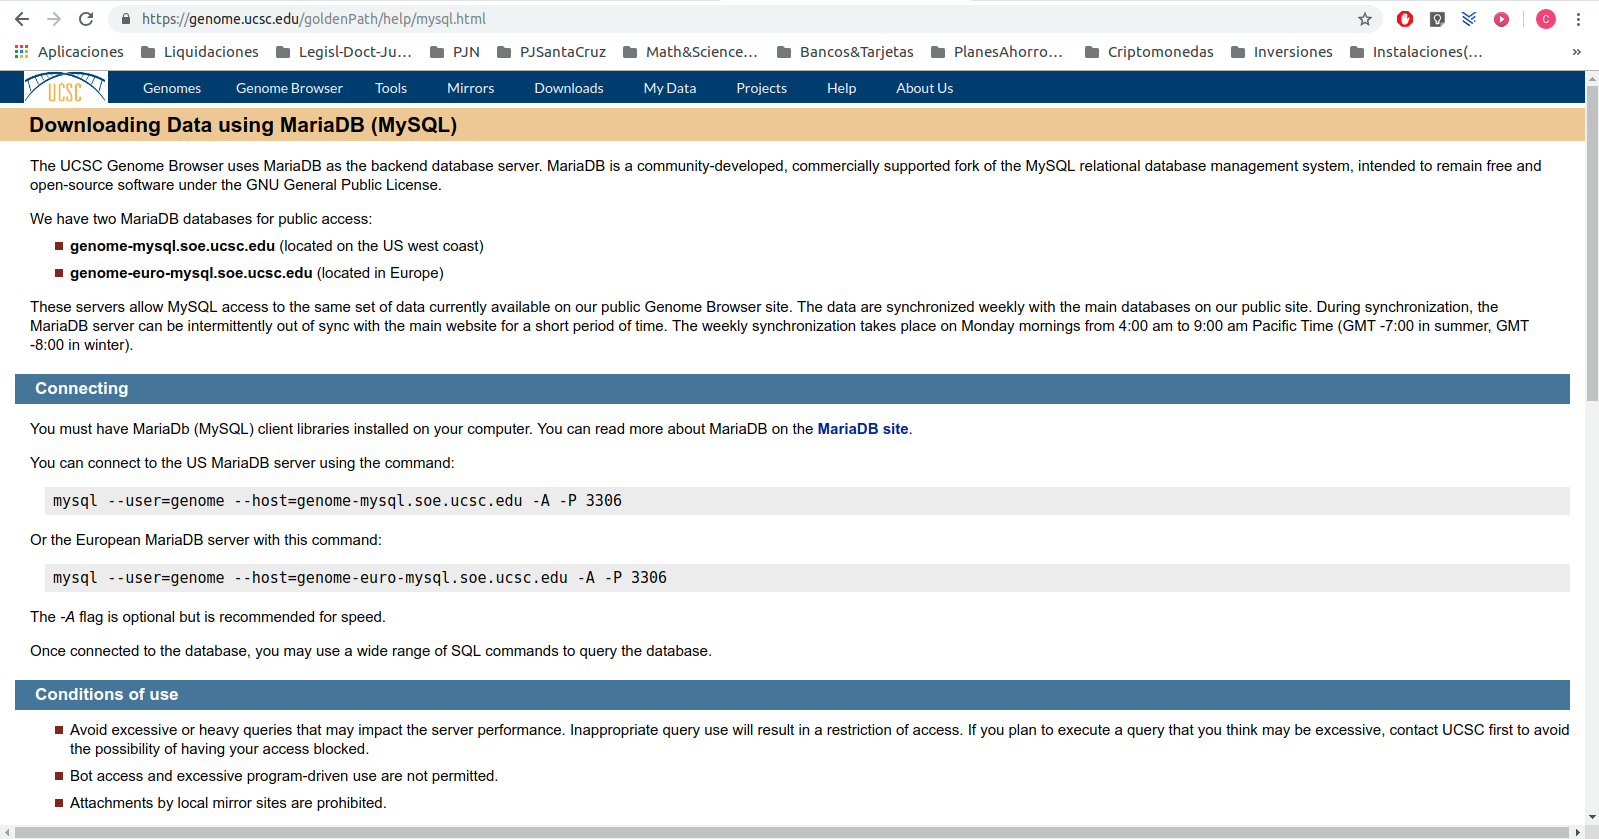 https://genome.ucsc.edu/goldenPath/help/mysql.html
C
Aplicaciones Liquidaciones Legisl-Doct-Ju... PJN PJSantaCruz Math&Science... Bancos&Tarjetas PlanesAhorro... Criptomonedas Inversiones Instalaciones(... »
UCSC Genomes Genome Browser Tools Mirrors Downloads My Data Projects Help About Us
Downloading Data using MariaDB (MySQL)
The UCSC Genome Browser uses MariaDB as the backend database server. MariaDB is a community-developed, commercially supported fork of the MySQL relational database management system, intended to remain free and
open-source software under the GNU General Public License.
We have two MariaDB databases for public access:
genome-mysql.soe.ucsc.edu (located on the US west coast)
genome-euro-mysql.soe.ucsc.edu (located in Europe)
These servers allow MySQL access to the same set of data currently available on our public Genome Browser site. The data are synchronized weekly with the main databases on our public site. During synchronization, the
MariaDB server can be intermittently out of sync with the main website for a short period of time. The weekly synchronization takes place on Monday mornings from 4:00 am to 9:00 am Pacific Time (GMT -7:00 in summer, GMT
-8:00 in winter).
Connecting
You must have MariaDb (MySQL) client libraries installed on your computer. You can read more about MariaDB on the MariaDB site.
You can connect to the US MariaDB server using the command:
mysql --user=genome --host=genome-mysql.soe.ucsc.edu -A -P 3306
Or the European MariaDB server with this command:
mysql --user=genome --host=genome-euro-mysql.soe.ucsc.edu -A -P 3306
The -A flag is optional but is recommended for speed.
Once connected to the database, you may use a wide range of SQL commands to query the database.
Conditions of use
Avoid excessive or heavy queries that may impact the server performance. Inappropriate query use will result in a restriction of access. If you plan to execute a query that you think may be excessive, contact UCSC first to avoid
the possibility of having your access blocked.
Bot access and excessive program-driven use are not permitted.
Attachments by local mirror sites are prohibited.